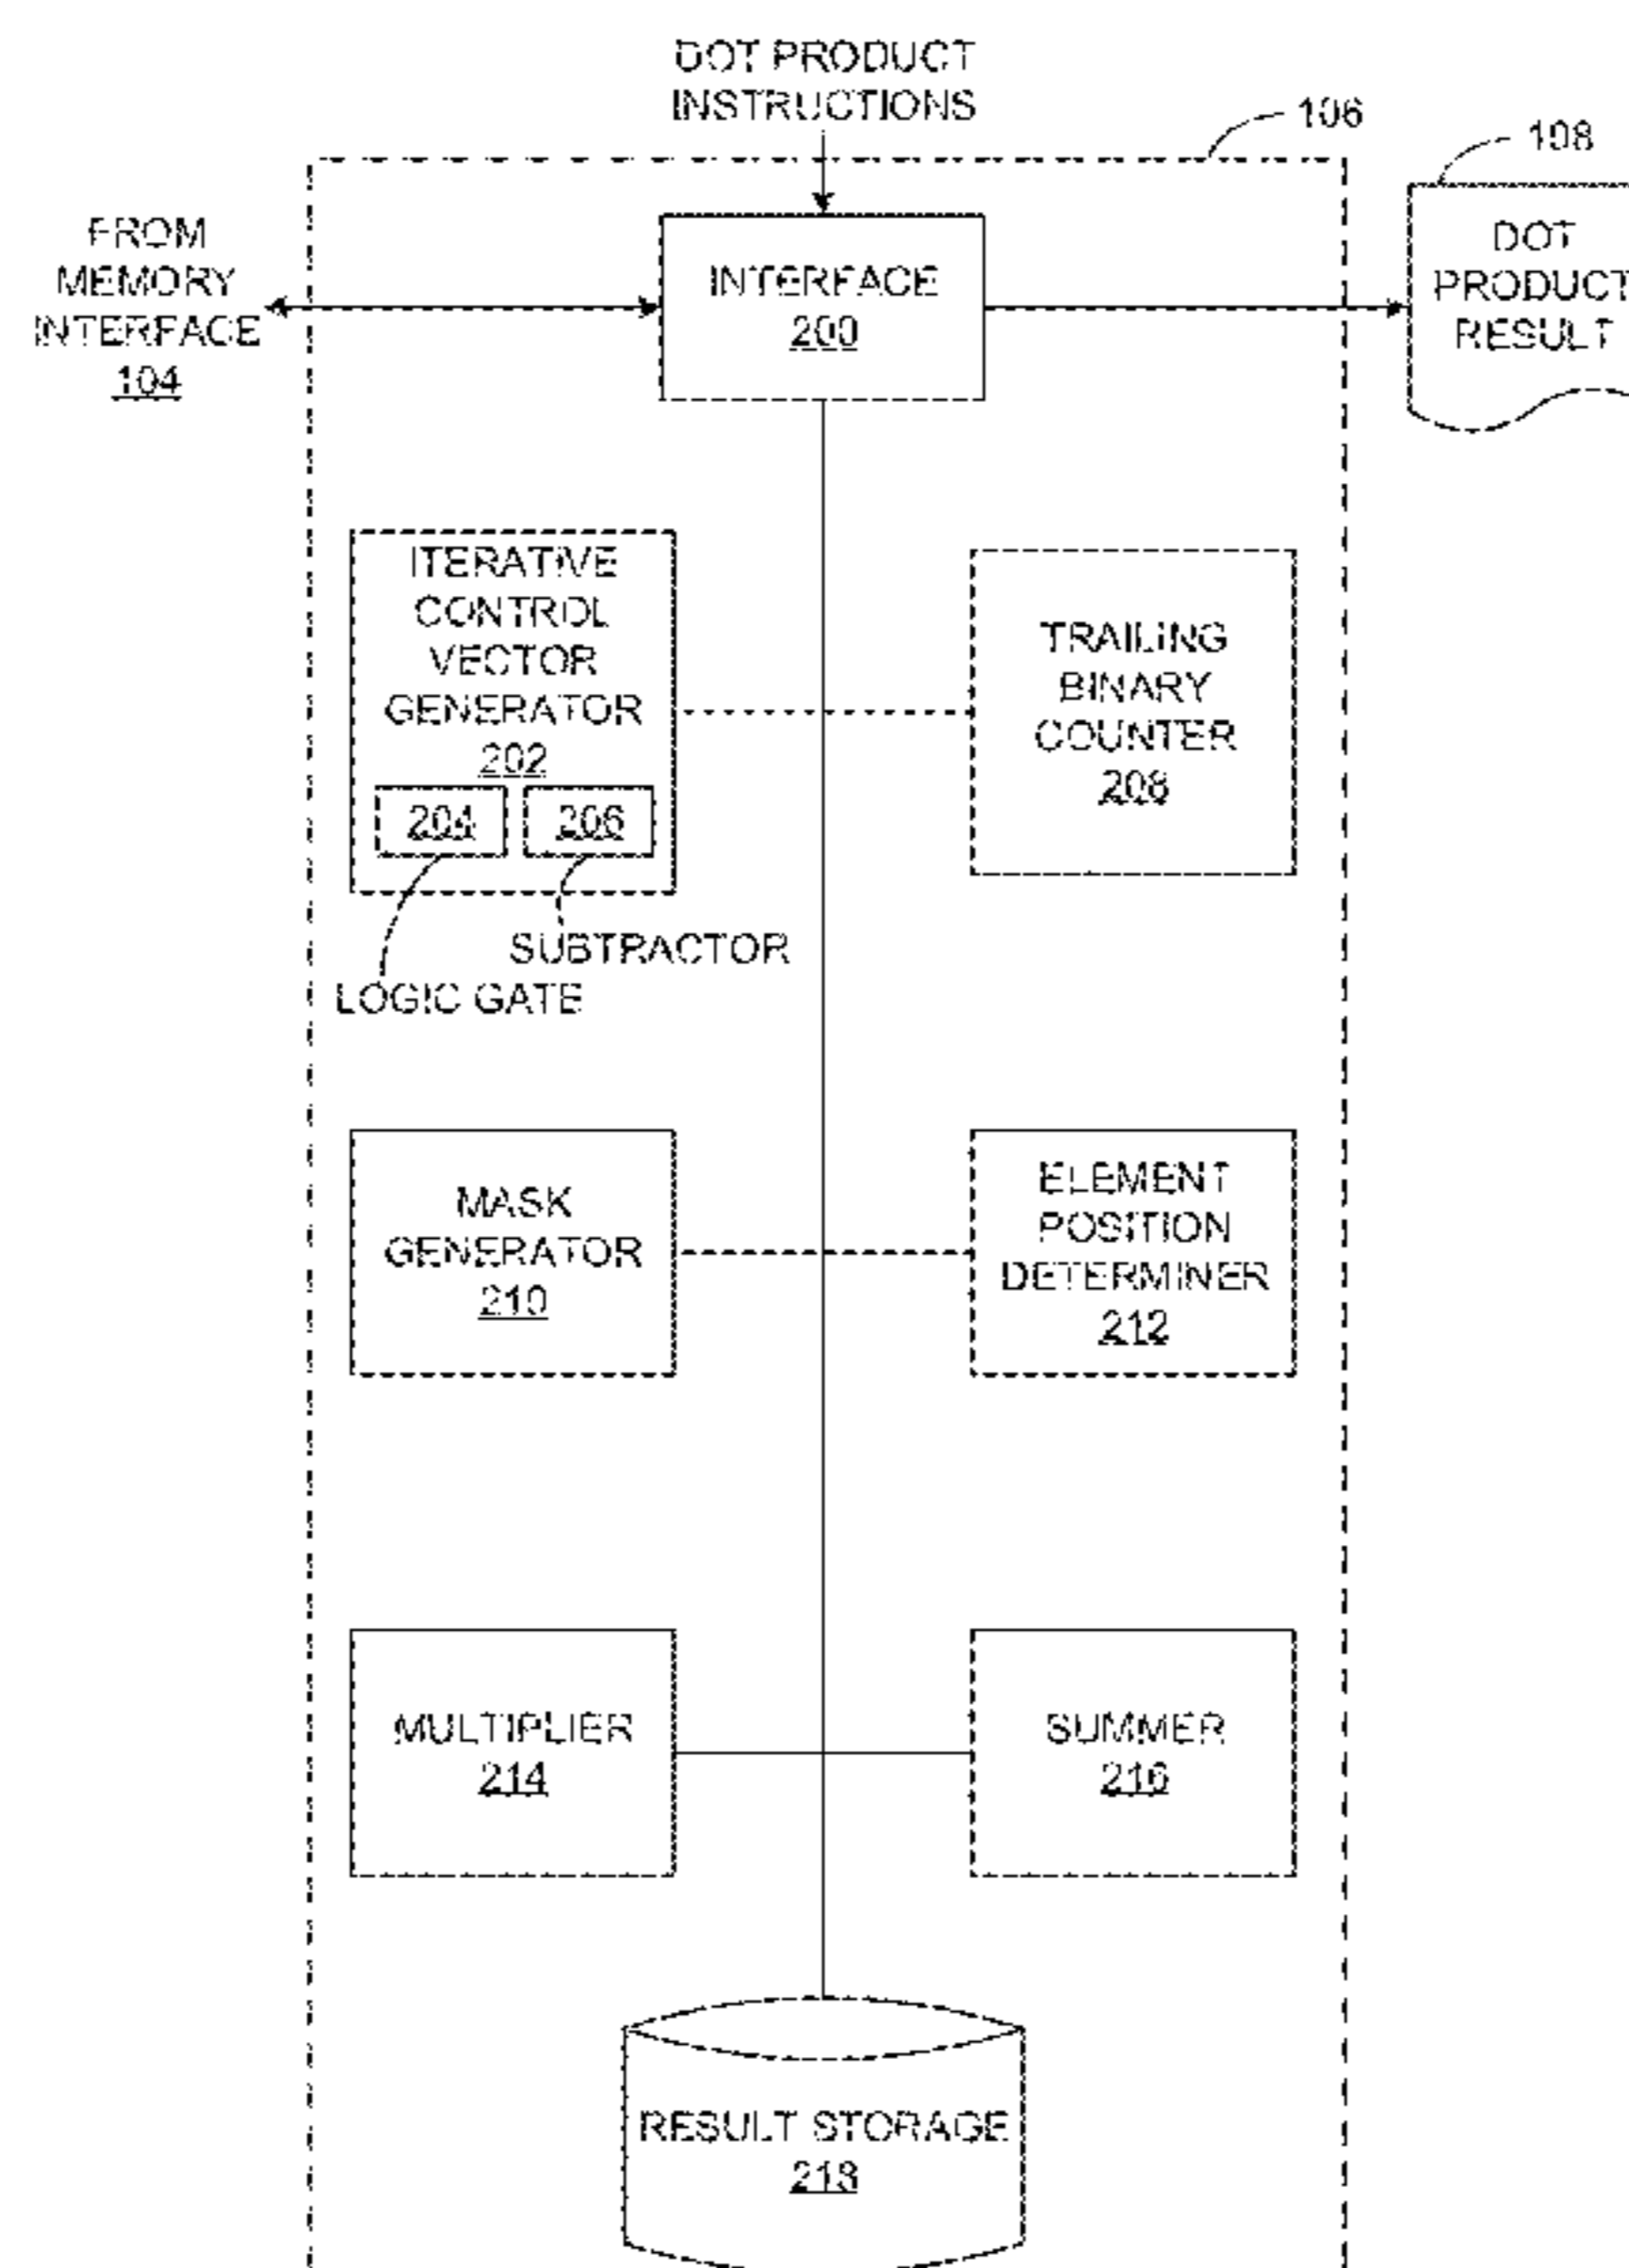 DOT PRODUCT
INSTRUCTIONS
106
108
FROM
MEMORY
INTERFACE
104
INTERFACE
200
DOT
PRODUCT
RESULT
ITERATIVE
CONTROL
VECTOR
GENERATOR
202
204
206
TRAILING
BINARY
COUNTER
208
SUBTRACTOR
LOGIC GATE
MASK
GENERATOR
210
ELEMENT
POSITION
DETERMINER
212
MULTIPLIER
214
SUMMER
216
RESULT STORAGE
218